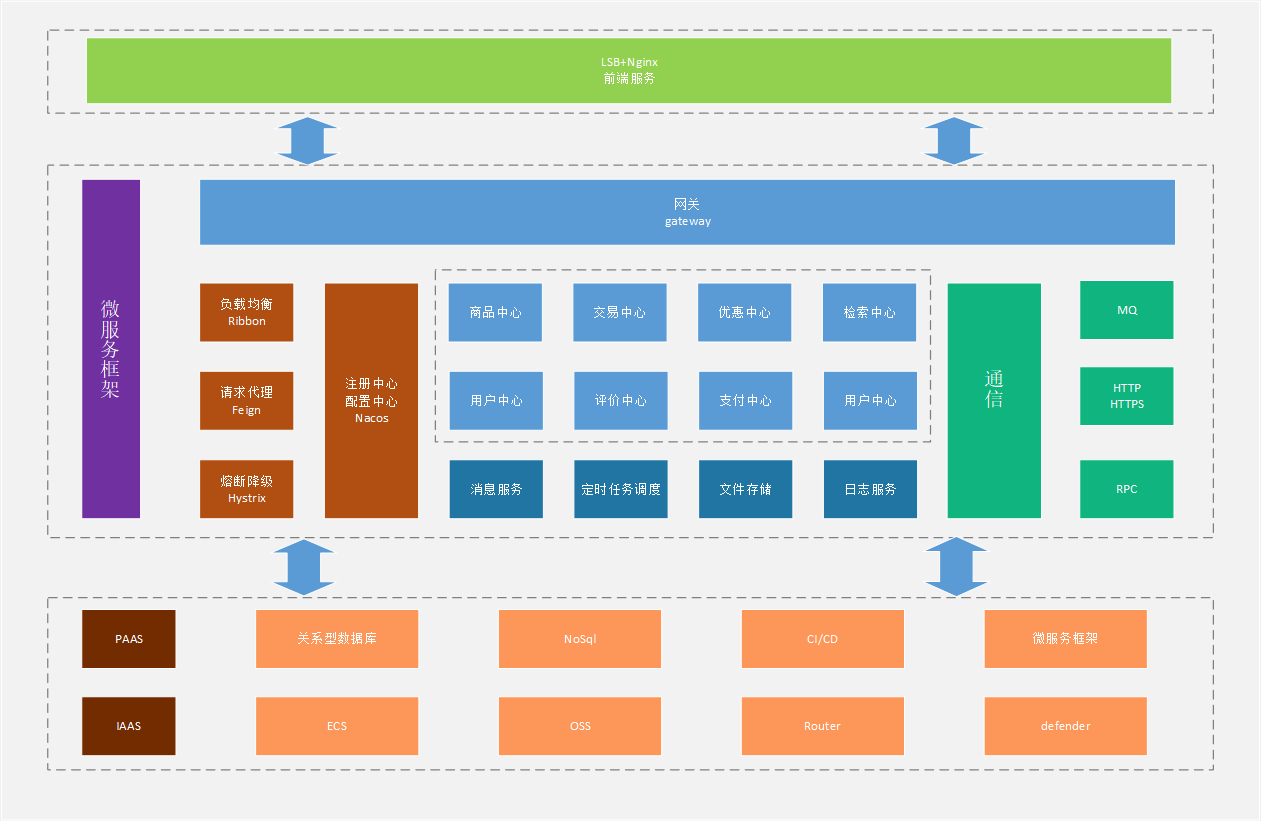 LSB+Nginx
前端服务
微服务框架
网关
gateway
负载均衡
Ribbon
请求代理
Feign
熔断降级
Hystrix
注册中心
配置中心
Nacos
商品中心
交易中心
优惠中心
检索中心
用户中心
评价中心
支付中心
用户中心
消息服务
定时任务调度
文件存储
日志服务
通信
MQ
HTTP
HTTPS
RPC
PAAS
关系型数据库
NoSql
CI/CD
微服务框架
IAAS
ECS
OSS
Router
defender